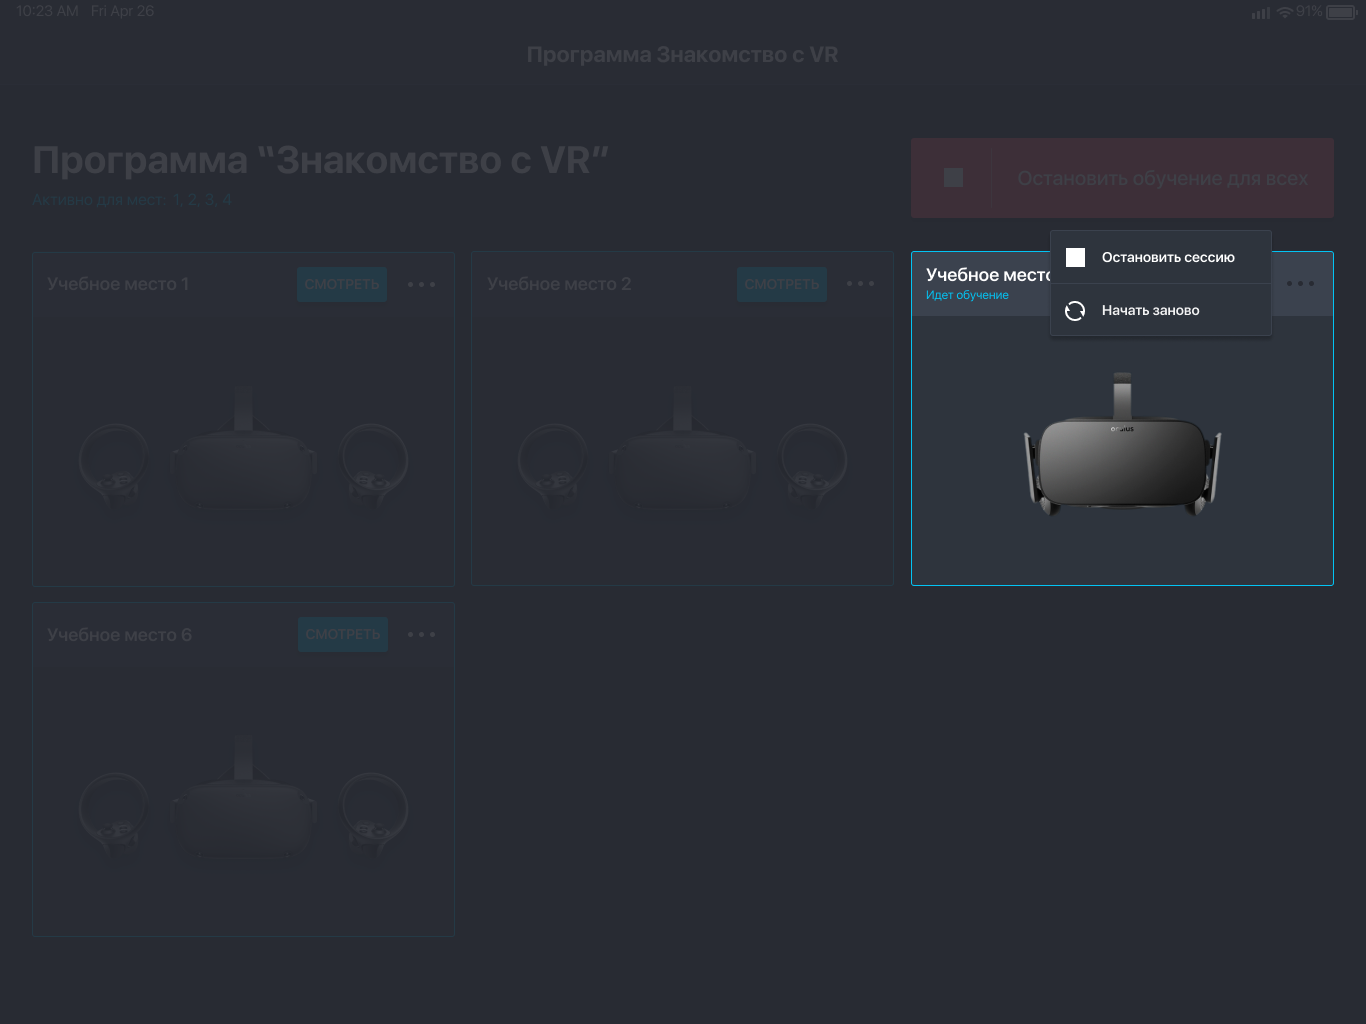 10:23 AM Fri Apr 26
91%
Программа Знакомство с VR
Программа “Знакомство с VR”
Активно для мест: 1, 2, 3, 4
Остановить обучение для всех
Учебное место 1
СМОТРЕТЬ
Учебное место 2
СМОТРЕТЬ
Учебное место
Идет обучение
Остановить сессию
Начать заново
oculus
Учебное место 6
СМОТРЕТЬ